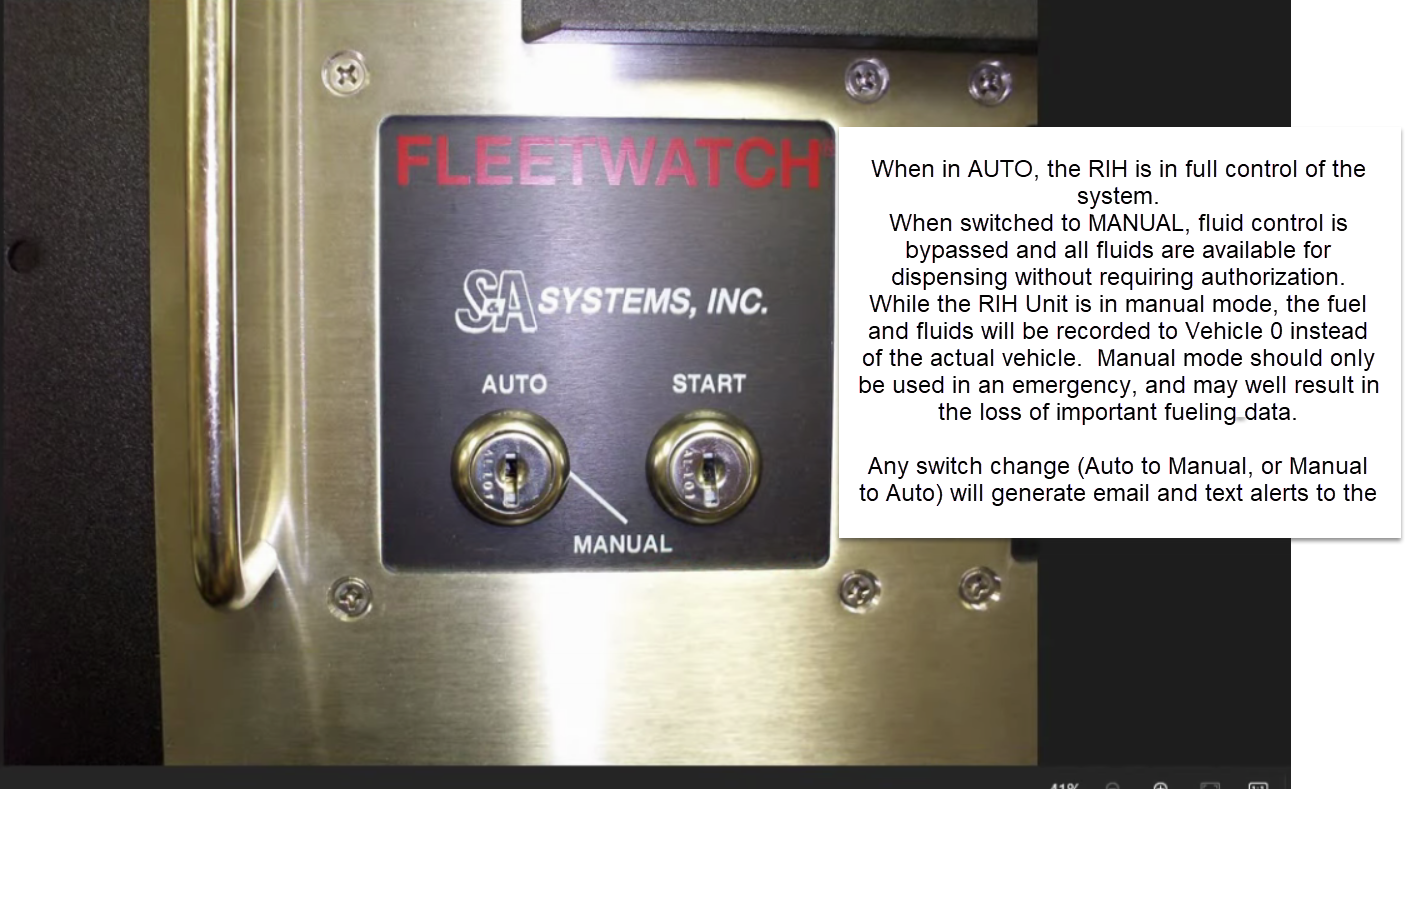 FLEETWATCH®
S&A SYSTEMS, INC.
AUTO START
AL101 AL101
MANUAL
When in AUTO, the RIH is in full control of the
system.
When switched to MANUAL, fluid control is
bypassed and all fluids are available for
dispensing without requiring authorization.
While the RIH Unit is in manual mode, the fuel
and fluids will be recorded to Vehicle 0 instead
of the actual vehicle.  Manual mode should only
be used in an emergency, and may well result in
the loss of important fueling data.
Any switch change (Auto to Manual, or Manual
to Auto) will generate email and text alerts to the
41%